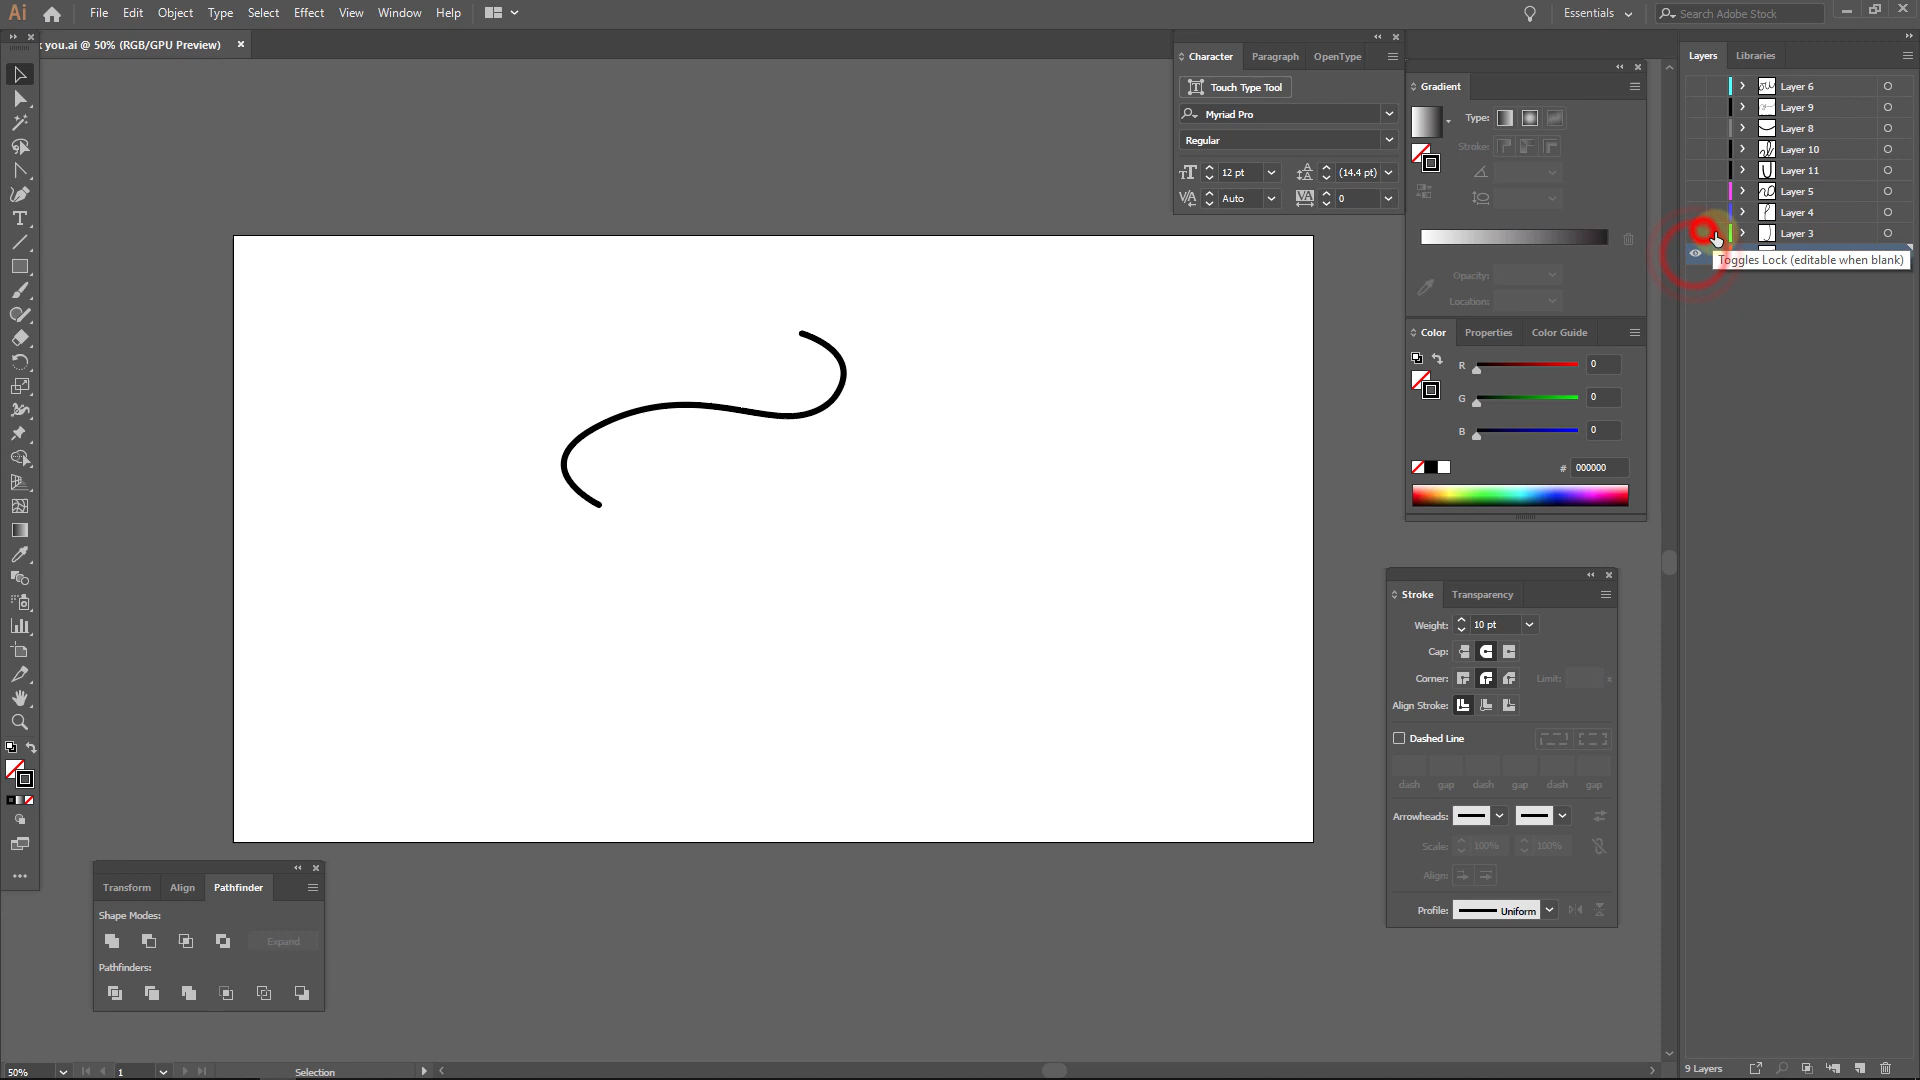 Ai File Edit Object Type Select Effect View Window Help Essentials Search Adobe Stock
k you.ai @ 50% (RGB/GPU Preview)
Character Paragraph OpenType
Touch Type Tool
Myriad Pro
Regular
12 pt (14.4 pt)
Auto 0
Gradient
Type:
Stroke:
Opacity:
Location:
Color Properties Color Guide
R 0
G 0
B 0
# 000000
Layers Libraries
Layer 6
Layer 9
Layer 8
Layer 10
Layer 11
Layer 5
Layer 4
Layer 3
Toggles Lock (editable when blank)
Stroke Transparency
Weight: 10 pt
Cap:
Corner: Limit: x
Align Stroke:
Dashed Line
dash gap dash gap dash gap
Arrowheads:
Scale: 100% 100%
Align:
Profile: Uniform
Transform Align Pathfinder
Shape Modes:
Expand
Pathfinders:
50% 1 Selection
9 Layers